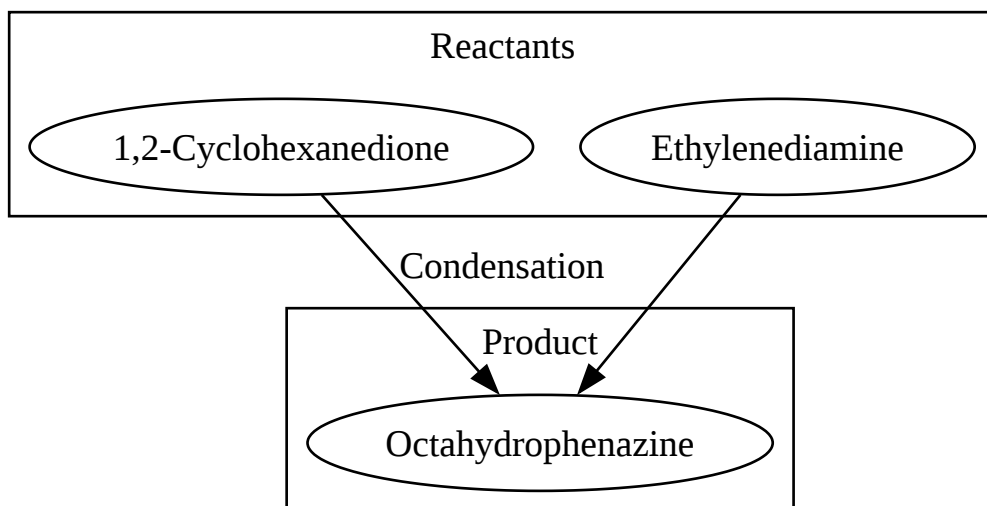 Reactants
1,2-Cyclohexanedione
Ethylenediamine
Condensation
Product
Octahydrophenazine